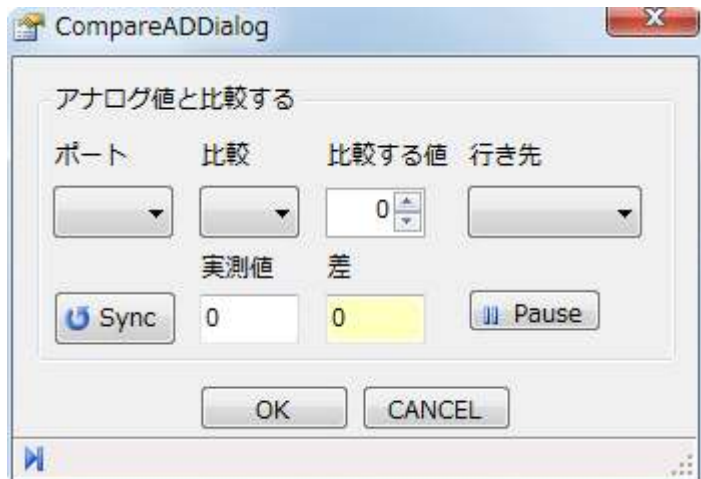 CompareADDialog
アナログ値と比較する
ポート 比較 比較する値 行き先
0
実測値 差
Sync 0 0 Pause
OK CANCEL